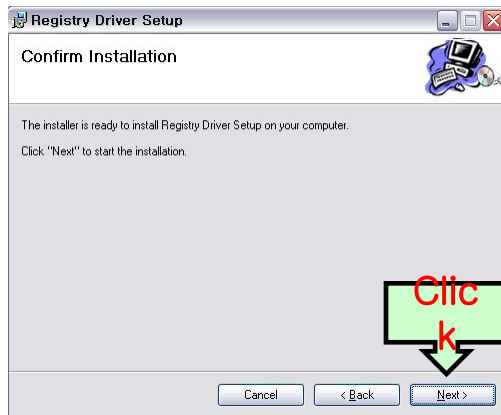 Registry Driver Setup
Confirm Installation
The installer is ready to install Registry Driver Setup on your computer.
Click "Next" to start the installation.
Clic
k
Cancel
< Back
Next >